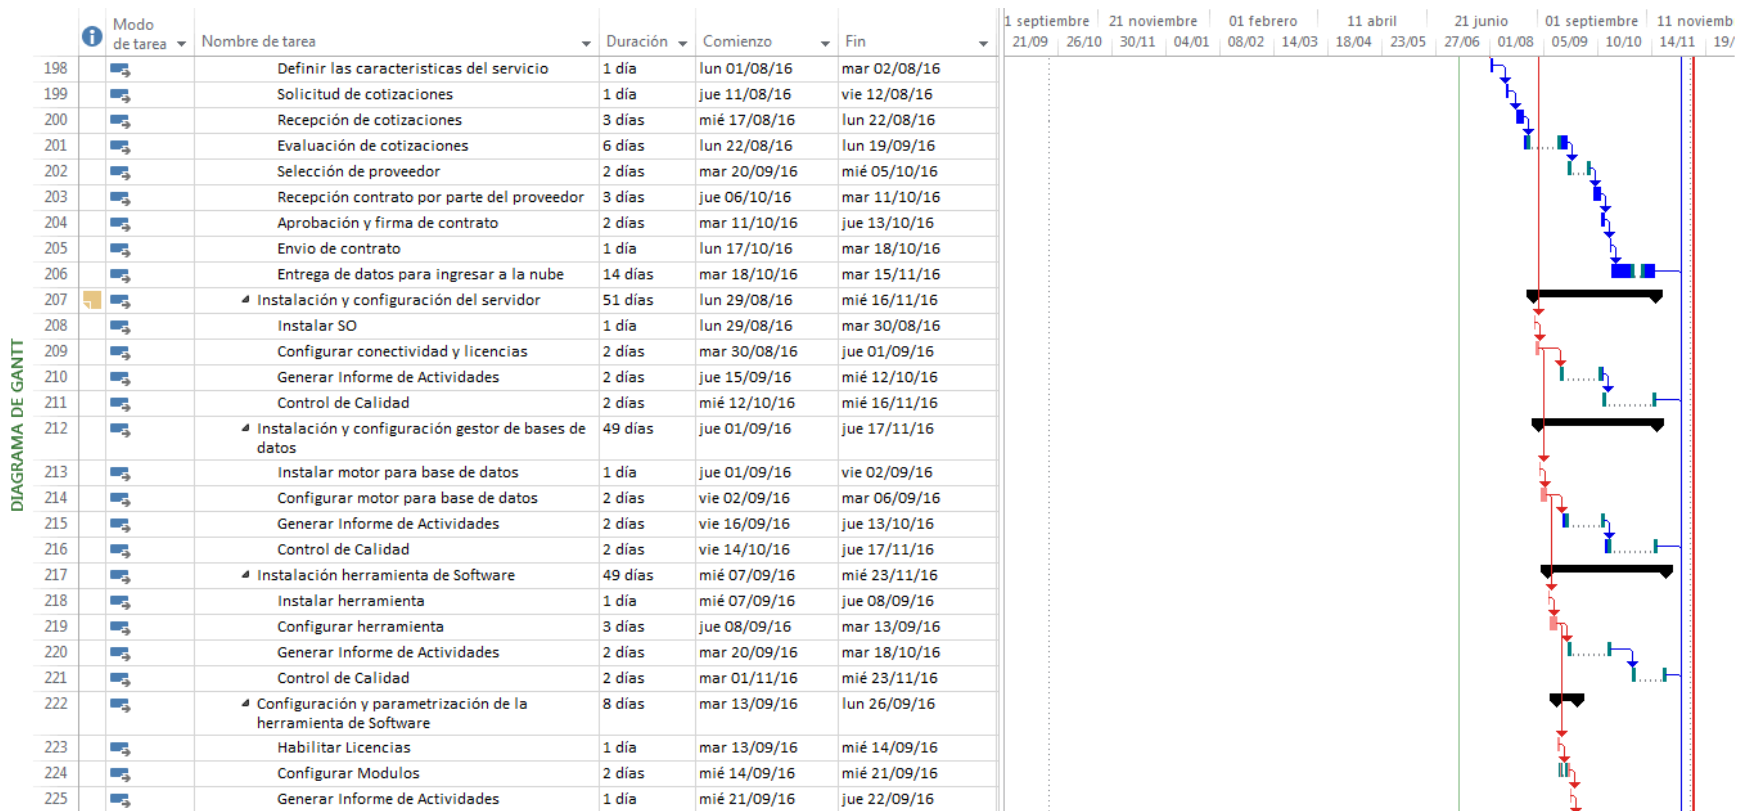 DIAGRAMA DE GANTT
Modo de tarea Nombre de tarea Duración Comienzo Fin
1 septiembre 21 noviembre 01 febrero 11 abril 21 junio 01 septiembre 11 noviemb
21/09 26/10 30/11 04/01 08/02 14/03 18/04 23/05 27/06 01/08 05/09 10/10 14/11 19/
198 Definir las caracteristicas del servicio 1 día lun 01/08/16 mar 02/08/16
199 Solicitud de cotizaciones 1 día jue 11/08/16 vie 12/08/16
200 Recepción de cotizaciones 3 días mié 17/08/16 lun 22/08/16
201 Evaluación de cotizaciones 6 días lun 22/08/16 lun 19/09/16
202 Selección de proveedor 2 días mar 20/09/16 mié 05/10/16
203 Recepción contrato por parte del proveedor 3 días jue 06/10/16 mar 11/10/16
204 Aprobación y firma de contrato 2 días mar 11/10/16 jue 13/10/16
205 Envio de contrato 1 día lun 17/10/16 mar 18/10/16
206 Entrega de datos para ingresar a la nube 14 días mar 18/10/16 mar 15/11/16
207 Instalación y configuración del servidor 51 días lun 29/08/16 mié 16/11/16
208 Instalar SO 1 día lun 29/08/16 mar 30/08/16
209 Configurar conectividad y licencias 2 días mar 30/08/16 jue 01/09/16
210 Generar Informe de Actividades 2 días jue 15/09/16 mié 12/10/16
211 Control de Calidad 2 días mié 12/10/16 mié 16/11/16
212 Instalación y configuración gestor de bases de 49 días jue 01/09/16 jue 17/11/16
datos
213 Instalar motor para base de datos 1 día jue 01/09/16 vie 02/09/16
214 Configurar motor para base de datos 2 días vie 02/09/16 mar 06/09/16
215 Generar Informe de Actividades 2 días vie 16/09/16 jue 13/10/16
216 Control de Calidad 2 días vie 14/10/16 jue 17/11/16
217 Instalación herramienta de Software 49 días mié 07/09/16 mié 23/11/16
218 Instalar herramienta 1 día mié 07/09/16 jue 08/09/16
219 Configurar herramienta 3 días jue 08/09/16 mar 13/09/16
220 Generar Informe de Actividades 2 días mar 20/09/16 mar 18/10/16
221 Control de Calidad 2 días mar 01/11/16 mié 23/11/16
222 Configuración y parametrización de la 8 días mar 13/09/16 lun 26/09/16
herramienta de Software
223 Habilitar Licencias 1 día mar 13/09/16 mié 14/09/16
224 Configurar Modulos 2 días mié 14/09/16 mié 21/09/16
225 Generar Informe de Actividades 1 día mié 21/09/16 jue 22/09/16